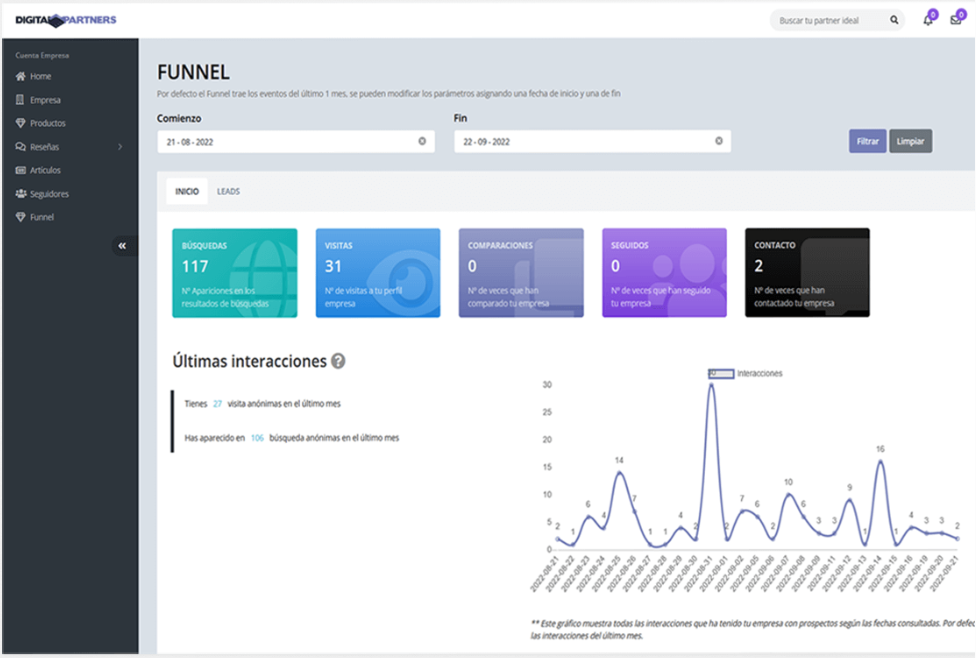 DIGITAL PARTNERS
Buscar tu partner ideal
0
0
Cuenta Empresa
Home
Empresa
Productos
Reseñas
Artículos
Seguidores
Funnel
FUNNEL
Por defecto el Funnel trae los eventos del último 1 mes, se pueden modificar los parámetros asignando una fecha de inicio y una de fin
Comienzo
Fin
21 - 08 - 2022
22 - 09 - 2022
Filtrar
Limpiar
INICIO
LEADS
BÚSQUEDAS
117
Nº Apariciones en los
resultados de búsquedas
VISITAS
31
Nº de visitas a tu perfil
empresa
COMPARACIONES
0
Nº de veces que han
comparado tu empresa
SEGUIDOS
0
Nº de veces que han seguido
tu empresa
CONTACTO
2
Nº de veces que han
contactado tu empresa
Últimas interacciones
Tienes 27 visita anónimas en el último mes
Has aparecido en 106 búsqueda anónimas en el último mes
Interacciones
30
25
20
15
10
5
0
2
1
6
4
14
7
1
1
4
2
30
2
7
6
2
10
6
3
3
9
1
16
1
4
3
3
2
2022-08-21
2022-08-22
2022-08-23
2022-08-24
2022-08-25
2022-08-26
2022-08-27
2022-08-28
2022-08-29
2022-08-30
2022-08-31
2022-09-01
2022-09-02
2022-09-05
2022-09-06
2022-09-07
2022-09-08
2022-09-09
2022-09-11
2022-09-12
2022-09-13
2022-09-14
2022-09-15
2022-09-16
2022-09-19
2022-09-20
2022-09-21
** Este gráfico muestra todas las interacciones que ha tenido tu empresa con prospectos según las fechas consultadas. Por defec
las interacciones del último mes.